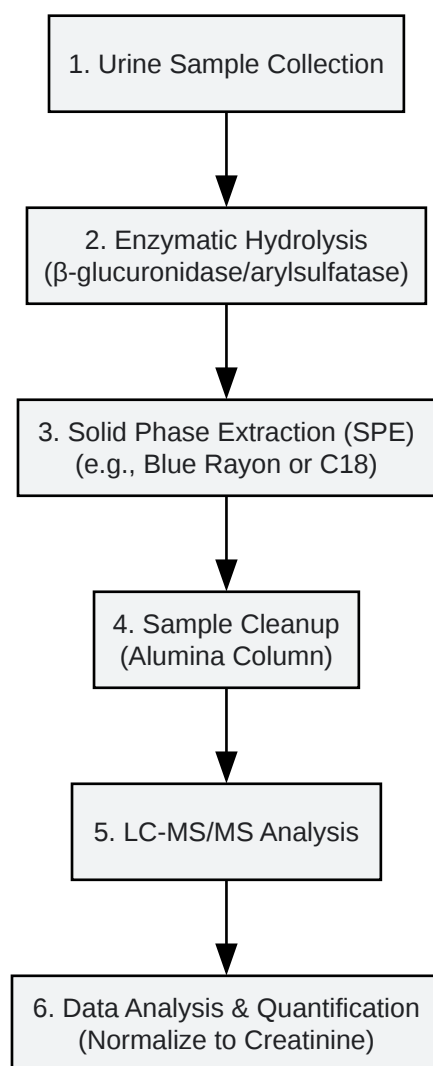 1. Urine Sample Collection
2. Enzymatic Hydrolysis
(β-glucuronidase/arylsulfatase)
3. Solid Phase Extraction (SPE)
(e.g., Blue Rayon or C18)
4. Sample Cleanup
(Alumina Column)
5. LC-MS/MS Analysis
6. Data Analysis & Quantification
(Normalize to Creatinine)